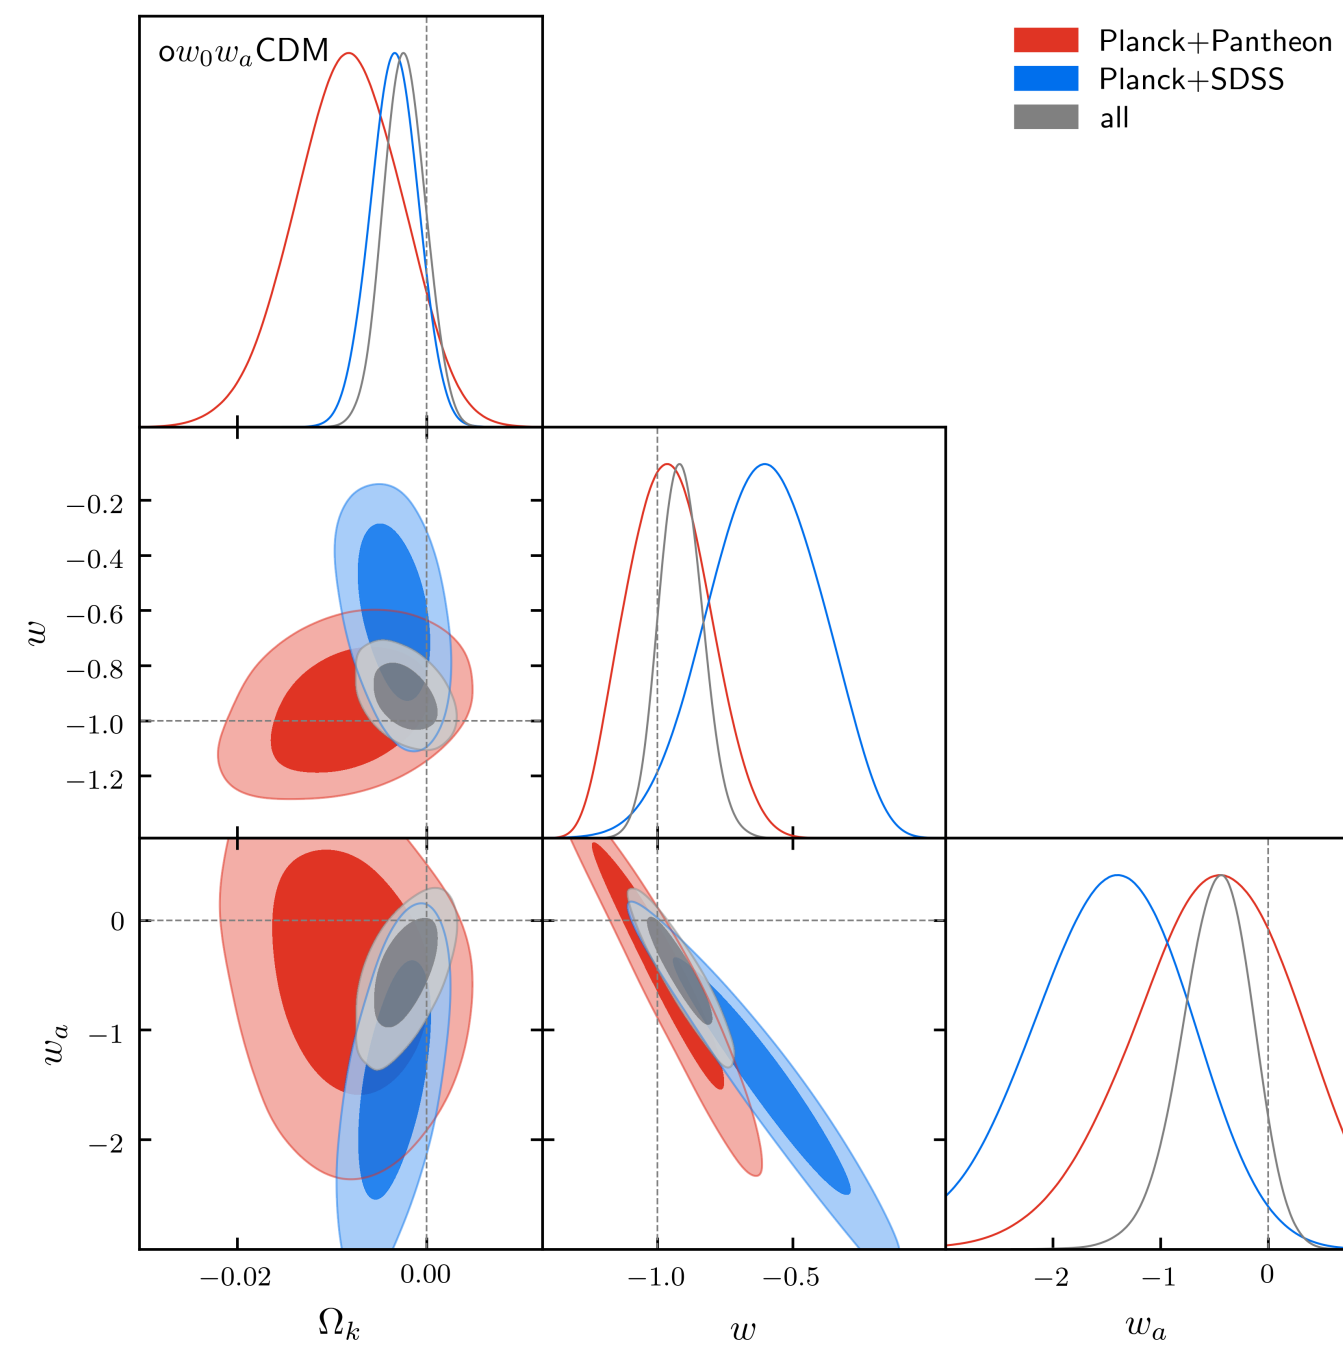 ow₀wₐCDM
Planck+Pantheon
Planck+SDSS
all
−0.2
−0.4
−0.6
−0.8
−1.0
−1.2
w
0
−1
−2
wₐ
−0.02 0.00 −1.0 −0.5 −2 −1 0
Ωₖ w wₐ